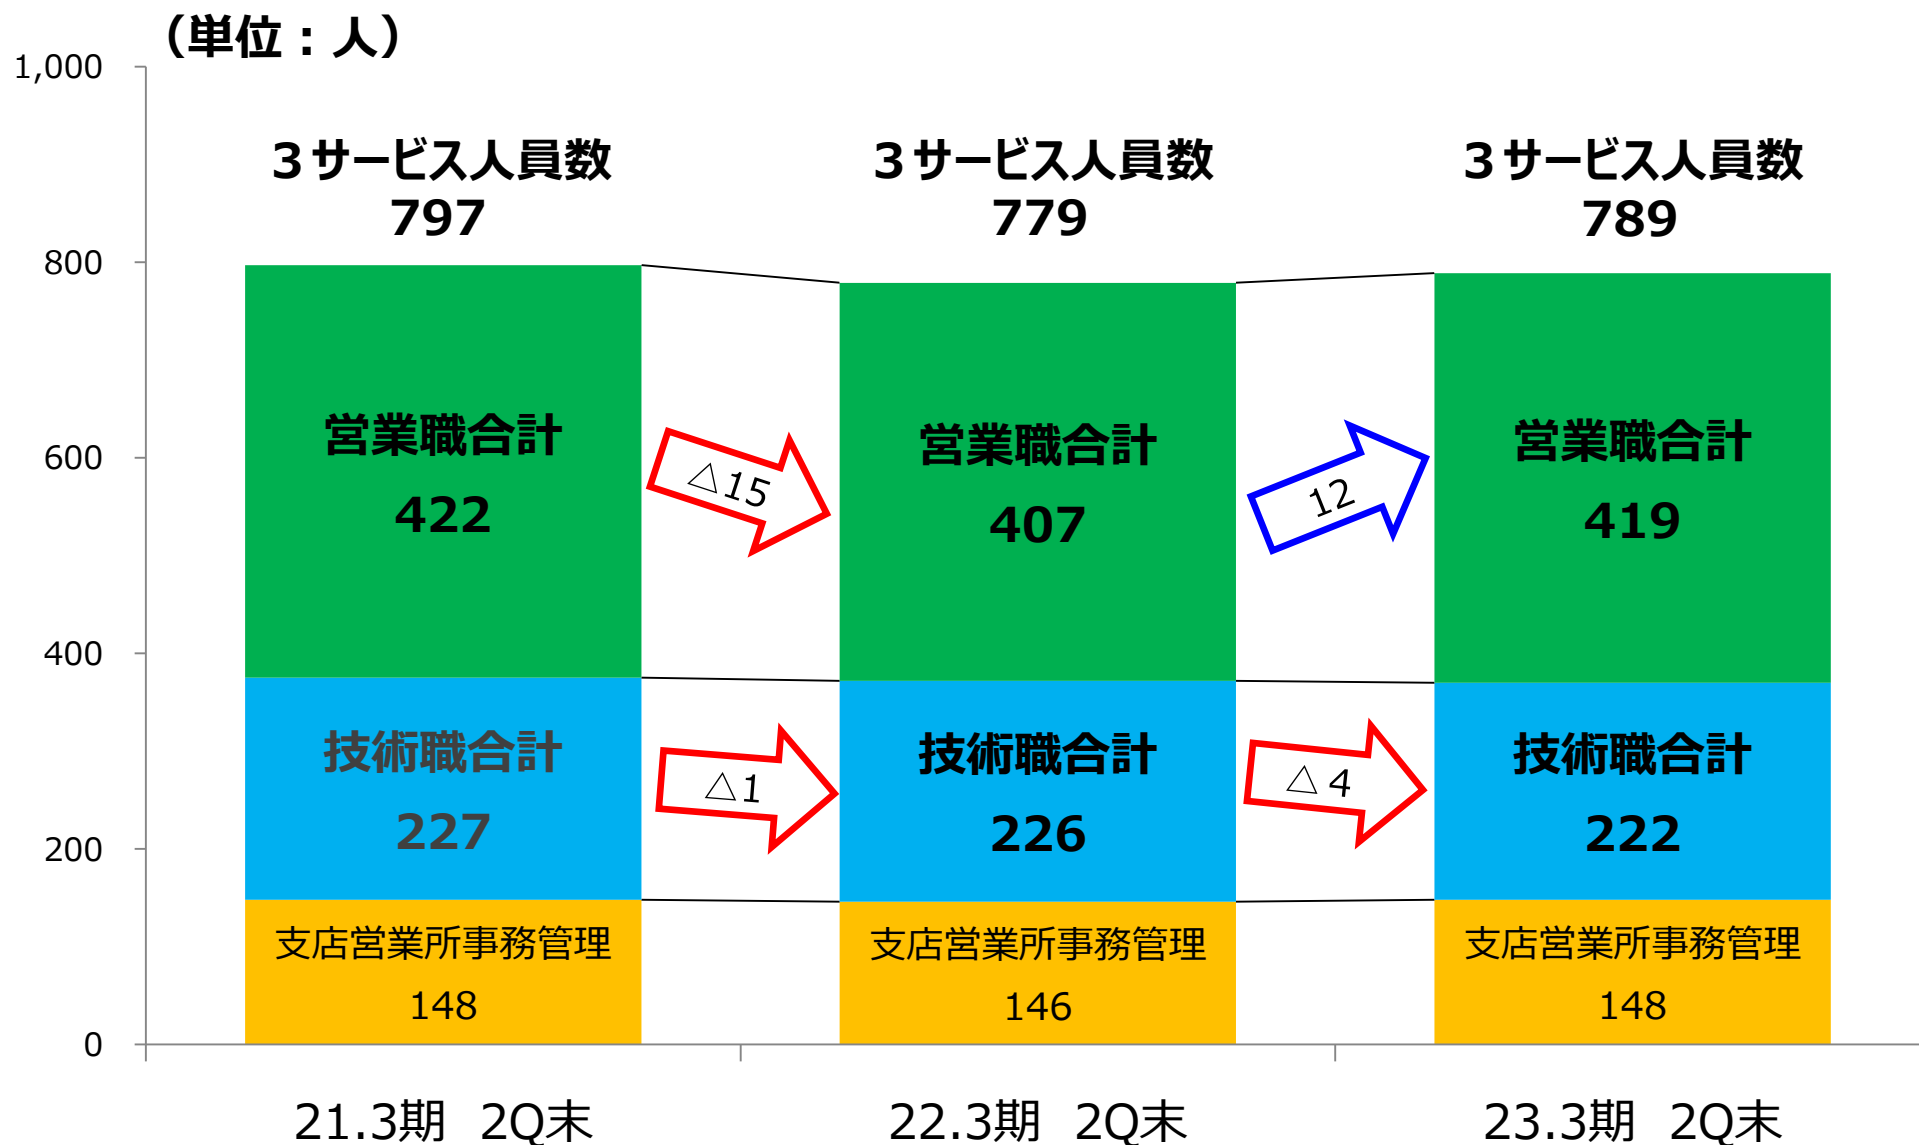 （単位：人）
1,000
800
600
400
200
0
３サービス人員数
797
営業職合計
422
技術職合計
227
支店営業所事務管理
148
△15
△1
３サービス人員数
779
営業職合計
407
技術職合計
226
支店営業所事務管理
146
12
△４
３サービス人員数
789
営業職合計
419
技術職合計
222
支店営業所事務管理
148
21.3期　2Q末
22.3期　2Q末
23.3期　2Q末